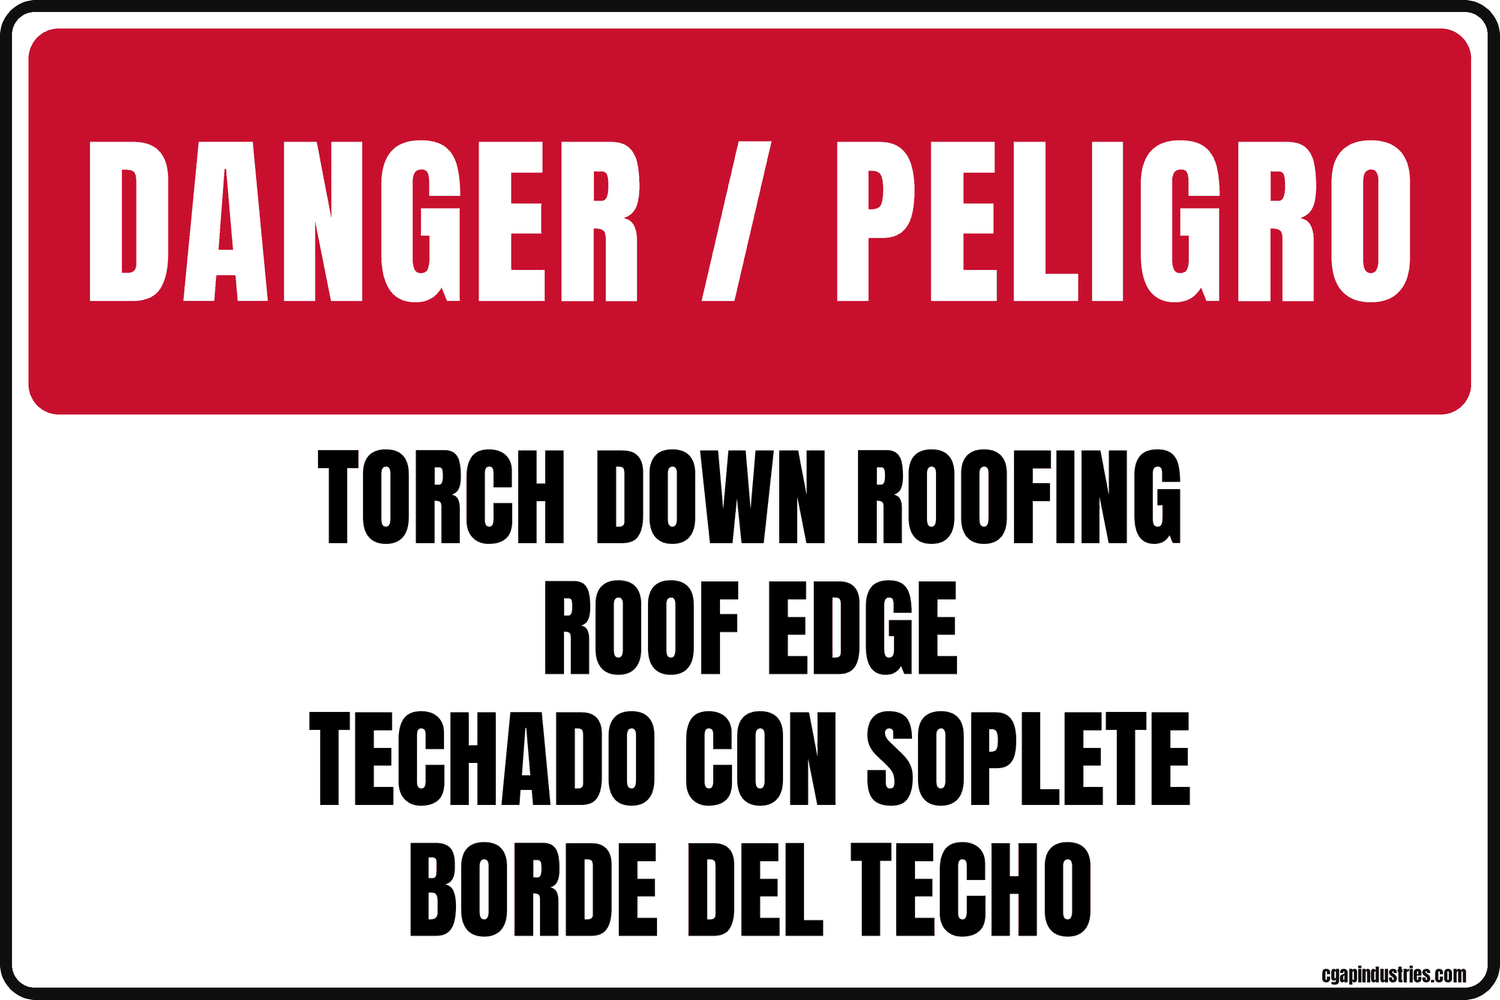 DANGER / PELIGRO
TORCH DOWN ROOFING
ROOF EDGE
TECHADO CON SOPLETE
BORDE DEL TECHO
cgapindustries.com